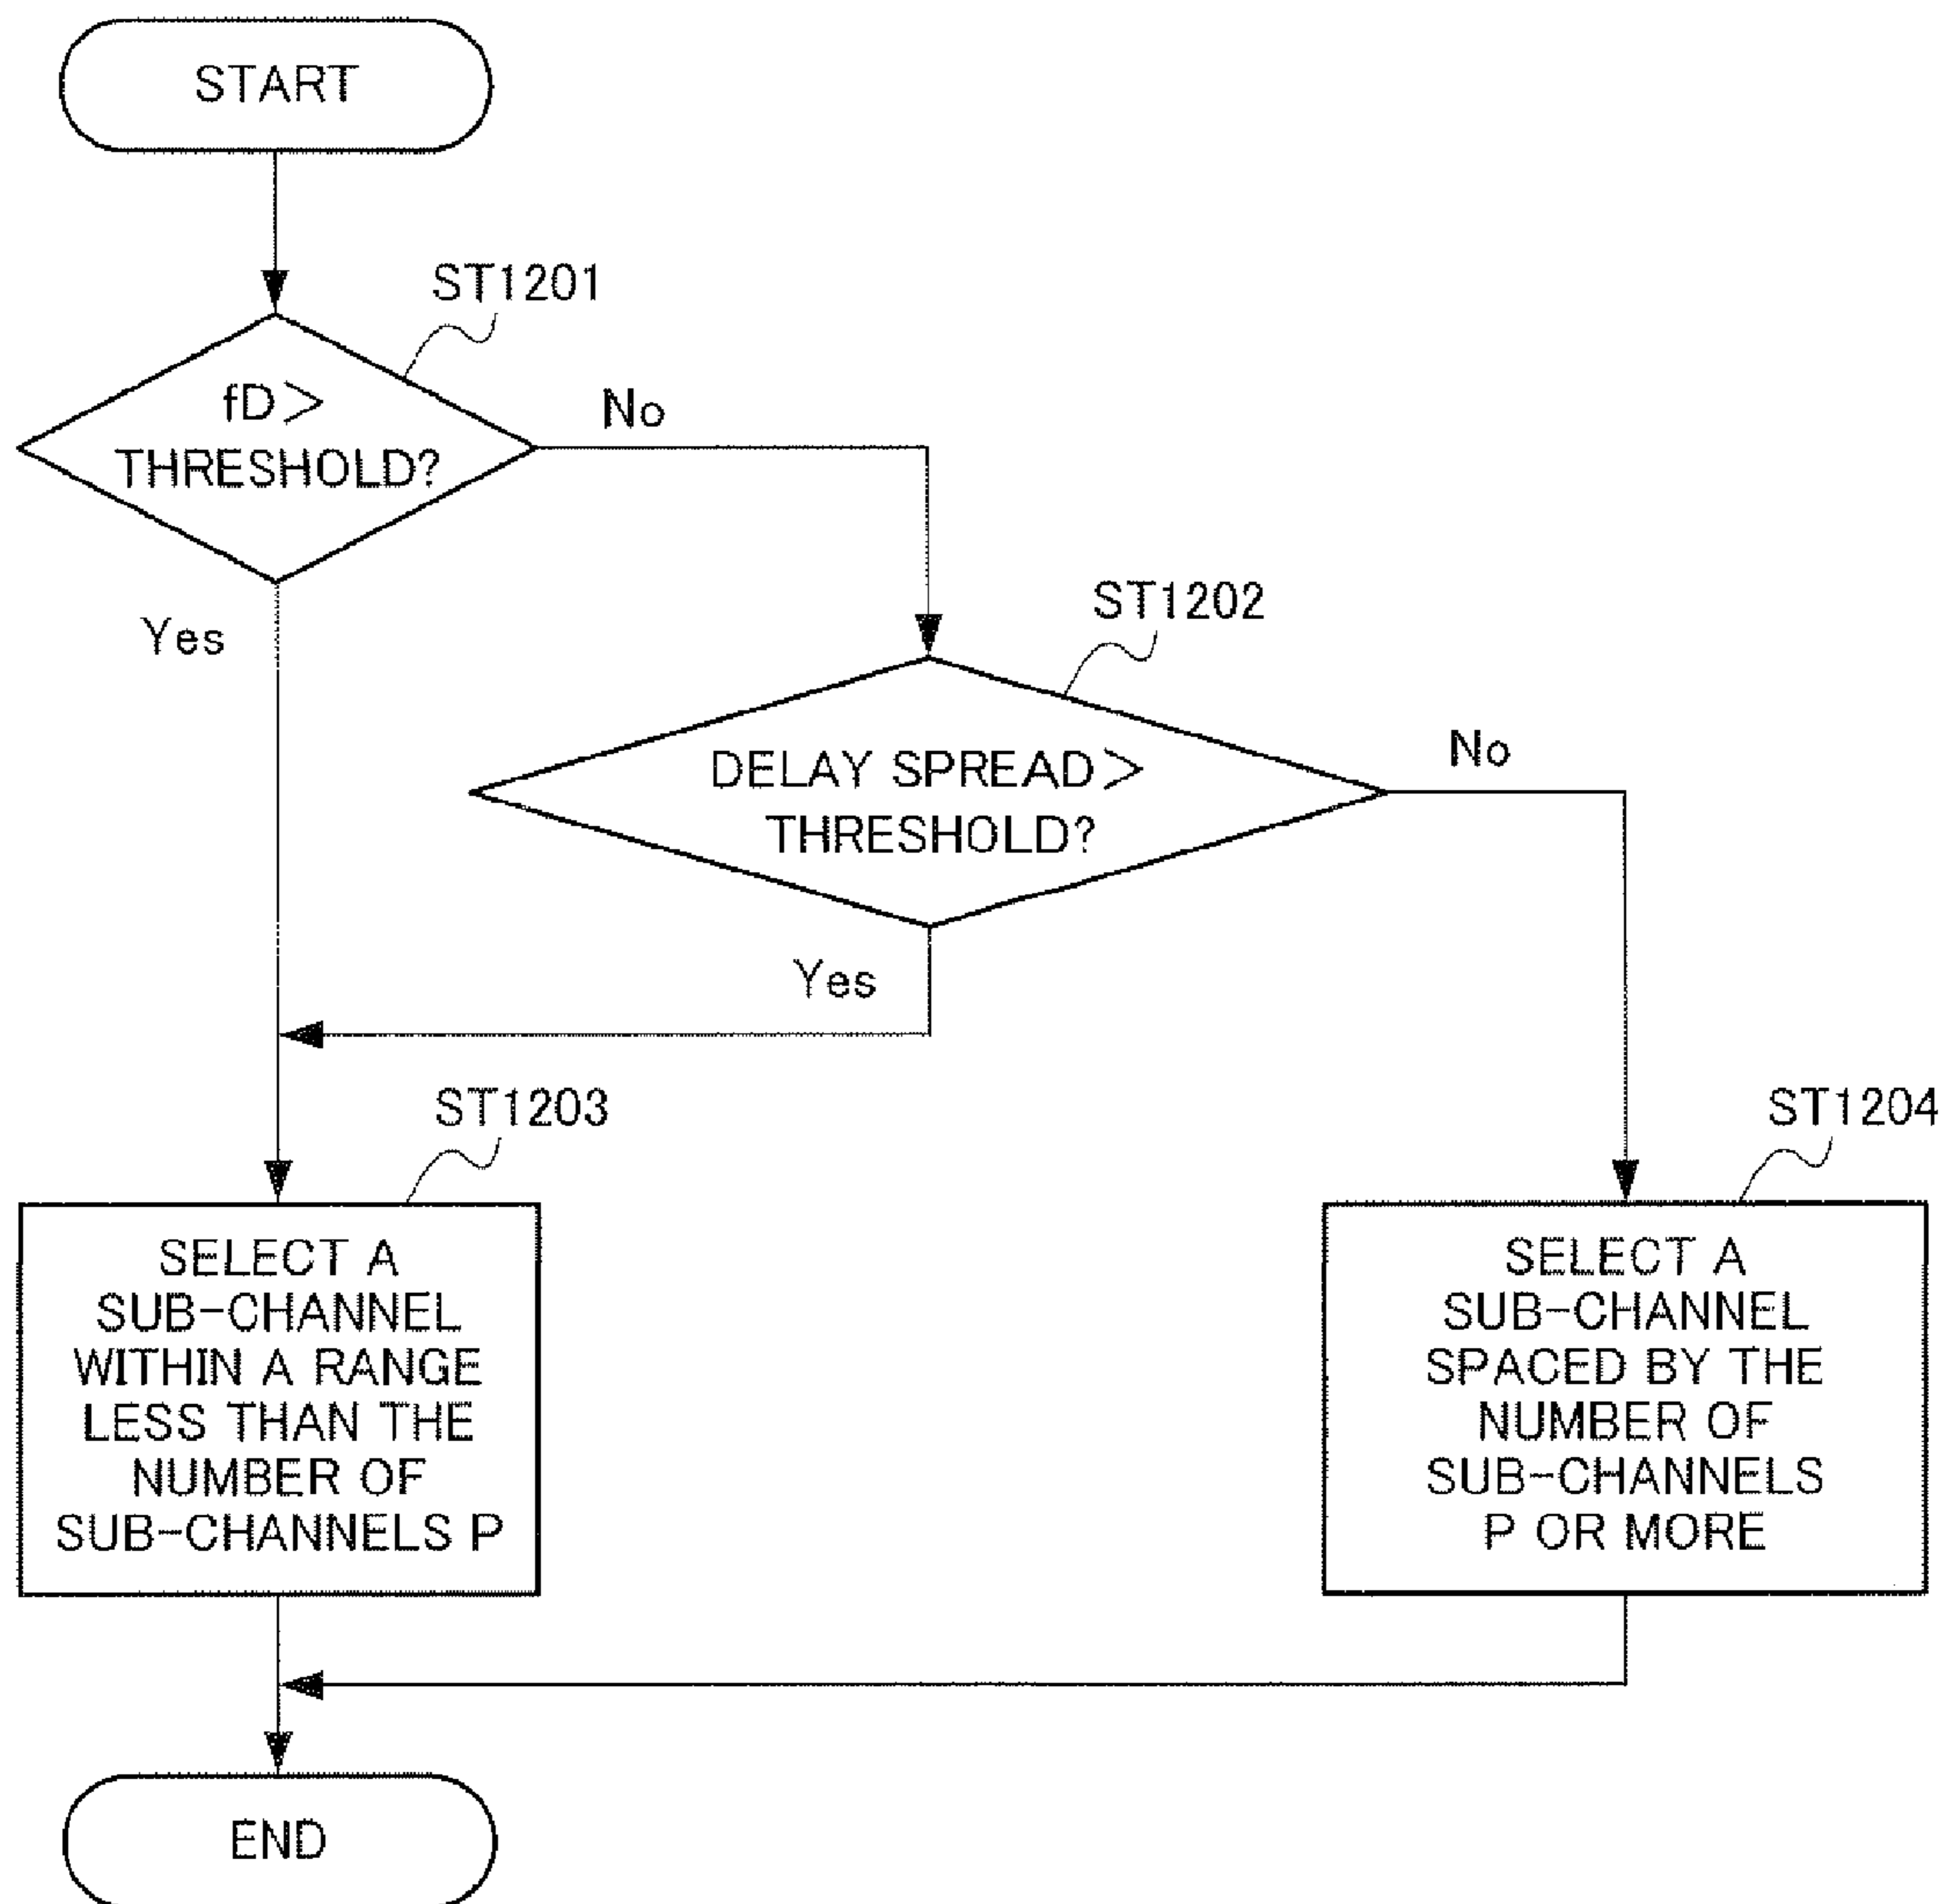 START
ST1201
fD>
THRESHOLD?
No
Yes
ST1202
DELAY SPREAD>
THRESHOLD?
No
Yes
ST1203
SELECT A
SUB-CHANNEL
WITHIN A RANGE
LESS THAN THE
NUMBER OF
SUB-CHANNELS P
ST1204
SELECT A
SUB-CHANNEL
SPACED BY THE
NUMBER OF
SUB-CHANNELS
P OR MORE
END